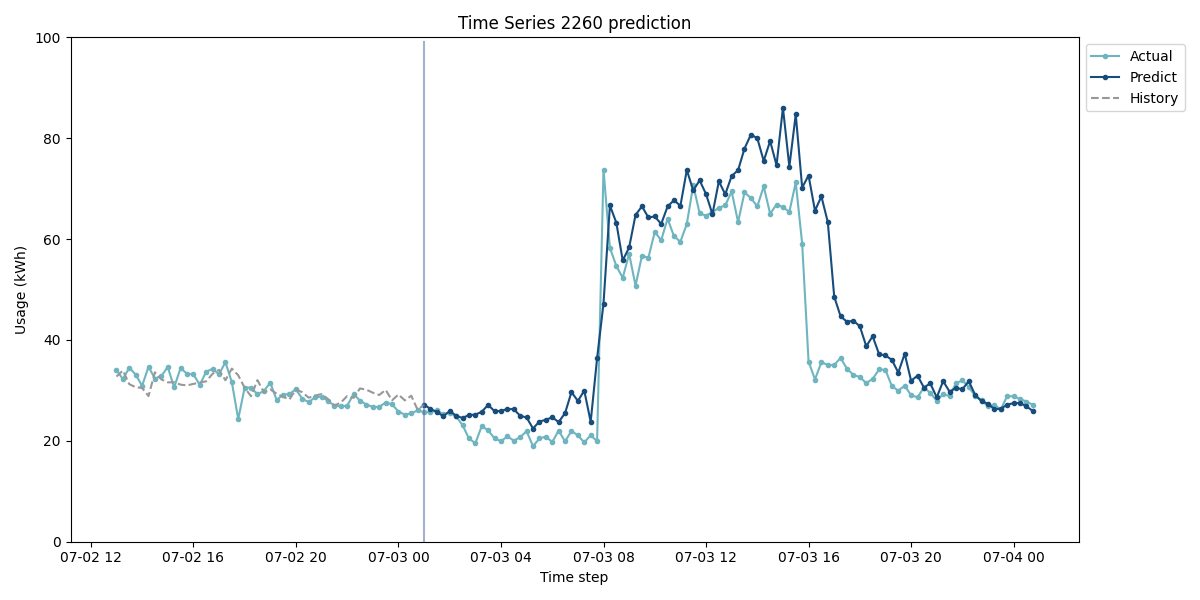 Time Series 2260 prediction
100
80
60
40
20
0
Usage (kWh)
07-02 12
07-02 16
07-02 20
07-03 00
07-03 04
07-03 08
07-03 12
07-03 16
07-03 20
07-04 00
Time step
Actual
Predict
History